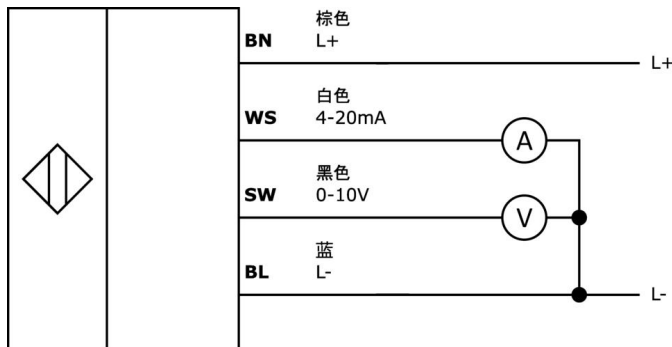 棕色
BN L+
L+
白色
WS 4-20mA
A
黑色
SW 0-10V
V
蓝
BL L-
L-